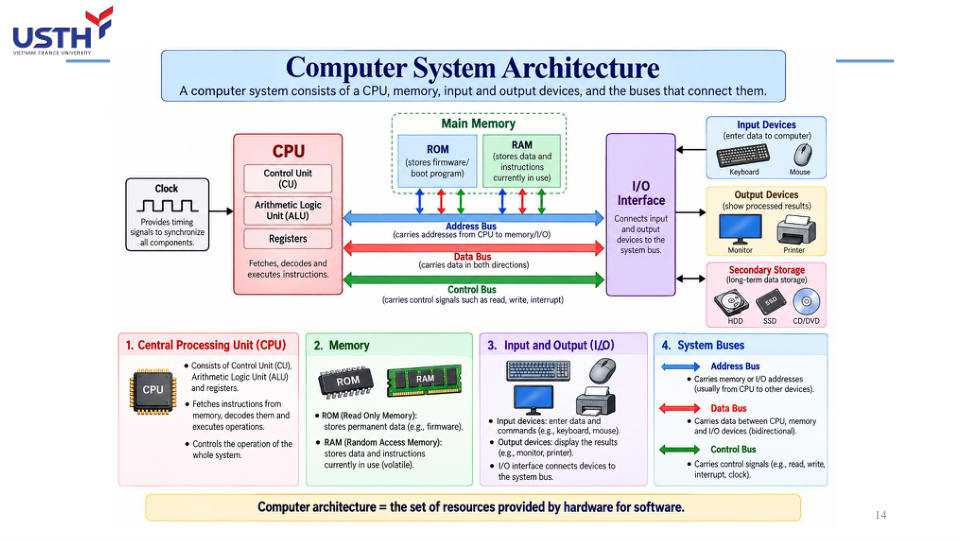 USTH
VIETNAM FRANCE UNIVERSITY
Computer System Architecture
A computer system consists of a CPU, memory, input and output devices, and the buses that connect them.
Clock
Provides timing
signals to synchronize
all components.
CPU
Control Unit
(CU)
Arithmetic Logic
Unit (ALU)
Registers
Fetches, decodes and
executes instructions.
Main Memory
ROM
(stores firmware/
boot program)
RAM
(stores data and
instructions
currently in use)
Address Bus
(carries addresses from CPU to memory/I/O)
Data Bus
(carries data in both directions)
Control Bus
(carries control signals such as read, write, interrupt)
I/O
Interface
Connects input
and output
devices to the
system bus.
Input Devices
(enter data to computer)
Keyboard
Mouse
Output Devices
(show processed results)
Monitor
Printer
Secondary Storage
(long-term data storage)
SSD
HDD
SSD
CD/DVD
1. Central Processing Unit (CPU)
CPU
• Consists of Control Unit (CU),
Arithmetic Logic Unit (ALU)
and registers.
• Fetches instructions from
memory, decodes them and
executes operations.
• Controls the operation of the
whole system.
2. Memory
ROM
RAM
• ROM (Read Only Memory):
stores permanent data (e.g., firmware).
• RAM (Random Access Memory):
stores data and instructions
currently in use (volatile).
3. Input and Output (I/O)
• Input devices: enter data and
commands (e.g., keyboard, mouse).
• Output devices: display the results
(e.g., monitor, printer).
• I/O interface connects devices to
the system bus.
4. System Buses
Address Bus
• Carries memory or I/O addresses
(usually from CPU to other devices).
Data Bus
• Carries data between CPU, memory
and I/O devices (bidirectional).
Control Bus
• Carries control signals (e.g., read, write,
interrupt, clock).
Computer architecture = the set of resources provided by hardware for software.
14